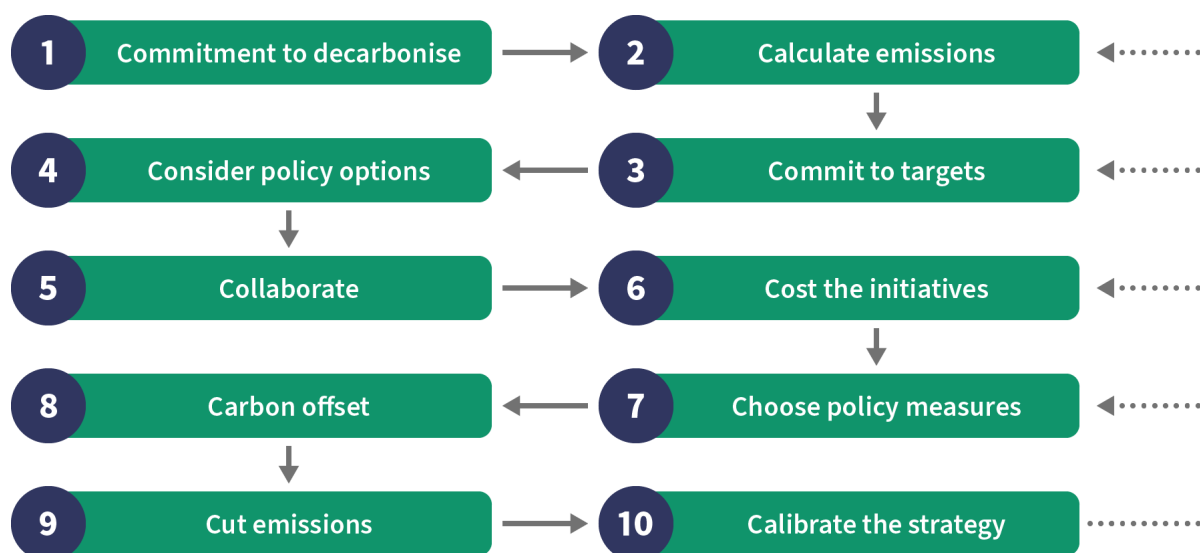 1 Commitment to decarbonise
2 Calculate emissions
3 Commit to targets
4 Consider policy options
5 Collaborate
6 Cost the initiatives
7 Choose policy measures
8 Carbon offset
9 Cut emissions
10 Calibrate the strategy